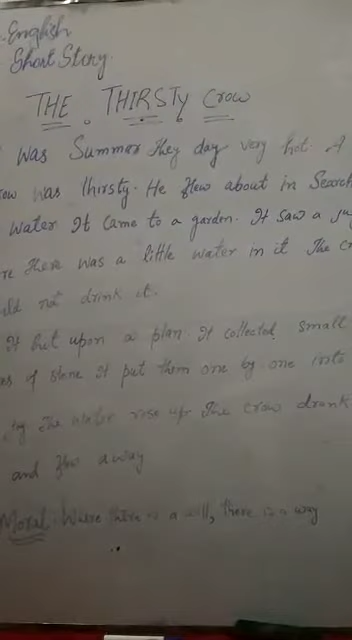 English
Short Story
THE THIRSTY Crow
Was Summer They day very hot. A
was thirsty. He flew about in Search
water It came to a garden. It saw a
There was a little water in it The
not drink it.
It hit upon a plan It collected small
of stone It put them one by one into
The water rose up The crow drank
and flew away
Moral: Where there is a will, there is a way